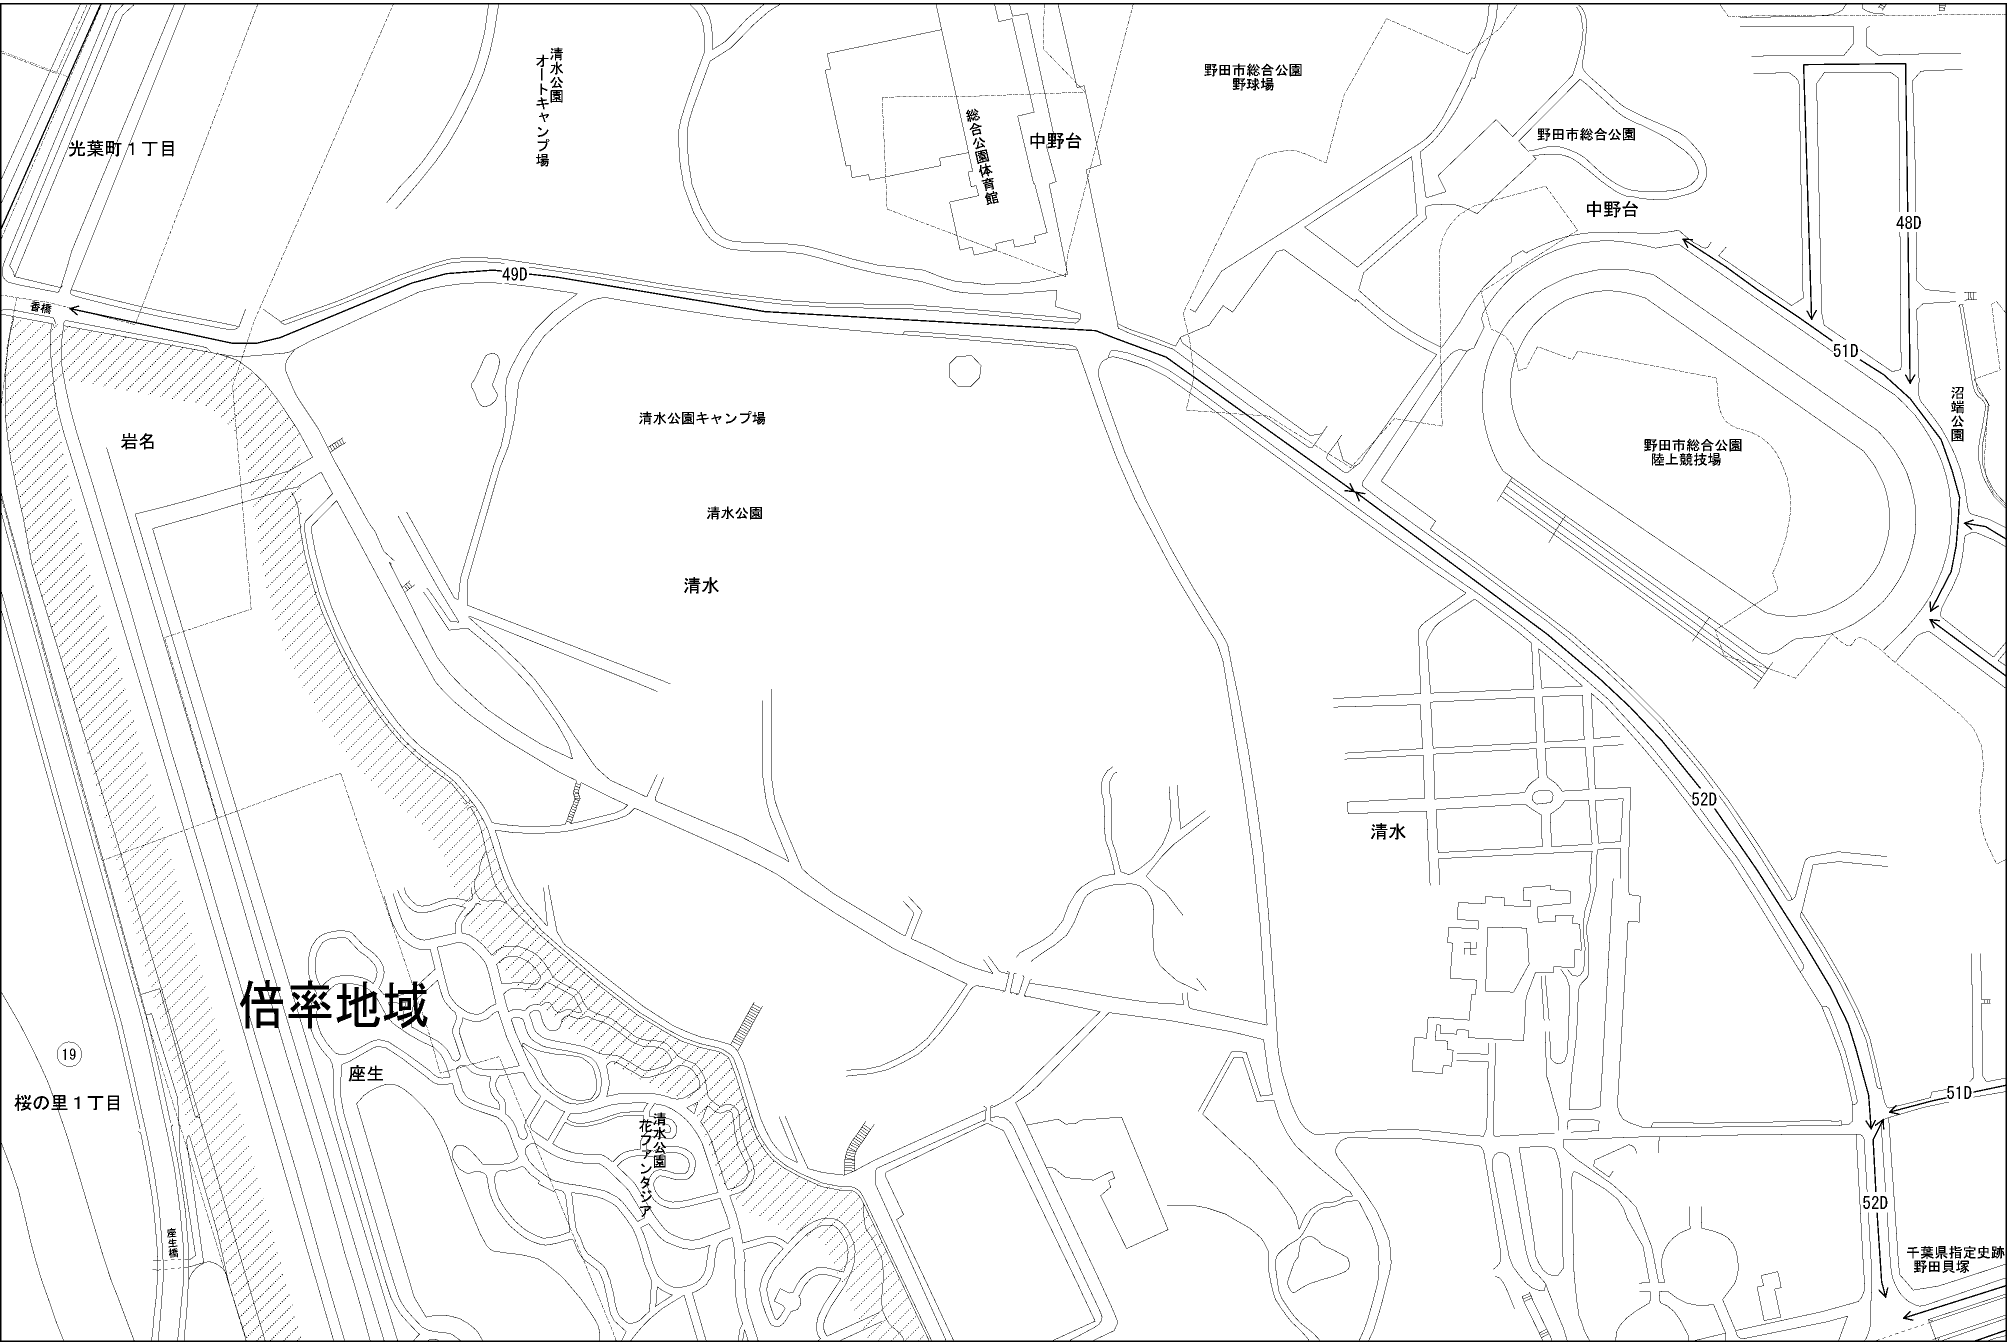 清水公園
オートキャンプ場
野田市総合公園
野球場
総合公園体育館
中野台
野田市総合公園
光葉町1丁目
中野台
48D
49D
香橋
51D
沼端公園
清水公園キャンプ場
岩名
野田市総合公園
陸上競技場
清水公園
清水
52D
清水
倍率地域
19
座生
桜の里1丁目
51D
清水公園
花ファンタジア
52D
座生橋
千葉県指定史跡
野田貝塚